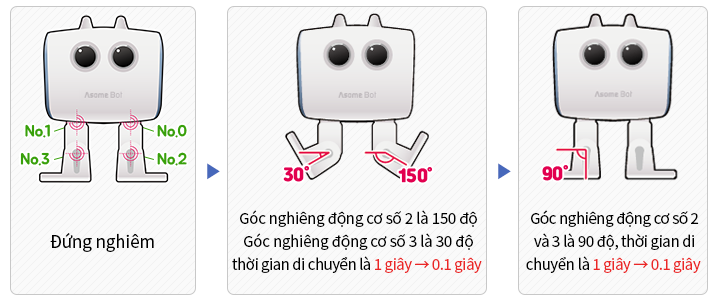 Asome Bot
No.1
No.0
No.3
No.2
Đứng nghiêm
Asome Bot
30°
150°
Góc nghiêng động cơ số 2 là 150 độ
Góc nghiêng động cơ số 3 là 30 độ
thời gian di chuyển là 1 giây → 0.1 giây
Asome Bot
90°
Góc nghiêng động cơ số 2
và 3 là 90 độ, thời gian di
chuyển là 1 giây → 0.1 giây